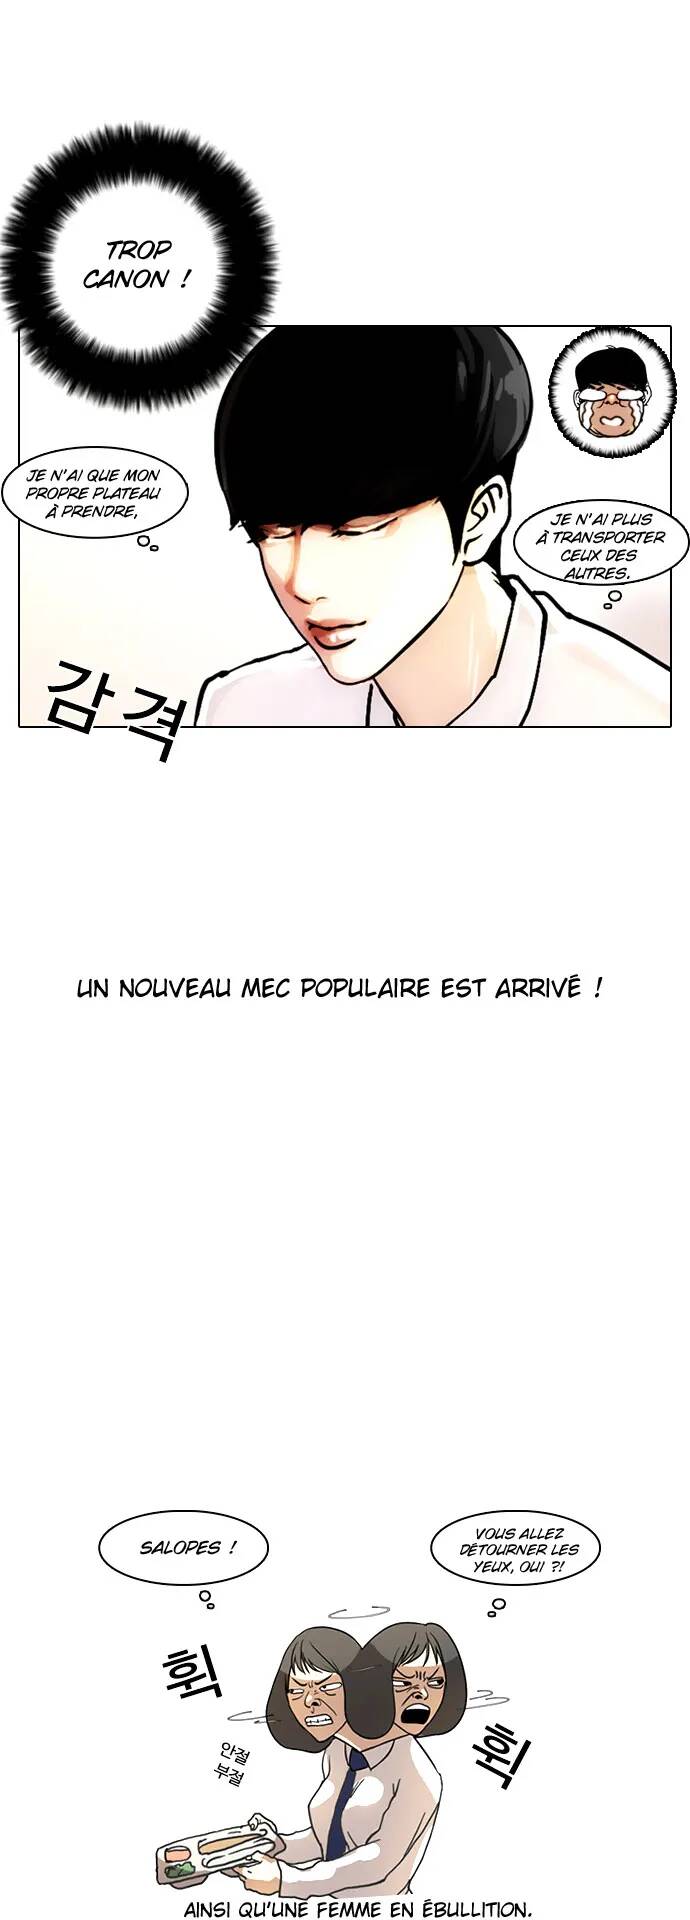 TROP
CANON !
JE N'AI QUE MON
PROPRE PLATEAU
À PRENDRE,
JE N'AI PLUS
À TRANSPORTER
CEUX DES
AUTRES.
감격
UN NOUVEAU MEC POPULAIRE EST ARRIVÉ !
SALOPES !
VOUS ALLEZ
DÉTOURNER LES
YEUX, OUI ?!
휙
휙
안절
부절
AINSI QU'UNE FEMME EN ÉBULLITION.